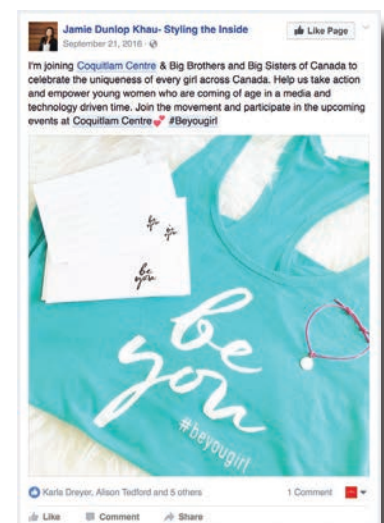 Jamie Dunlop Khau- Styling the Inside
Like Page
September 21, 2016
I'm joining Coquitlam Centre & Big Brothers and Big Sisters of Canada to
celebrate the uniqueness of every girl across Canada. Help us take action
and empower young women who are coming of age in a media and
technology driven time. Join the movement and participate in the upcoming
events at Coquitlam Centre💕 #Beyougirl
be
you
be
you
be
you
be
you
#beyougirl
Karla Dreyer, Alison Tedford and 5 others
1 Comment
Like
Comment
Share